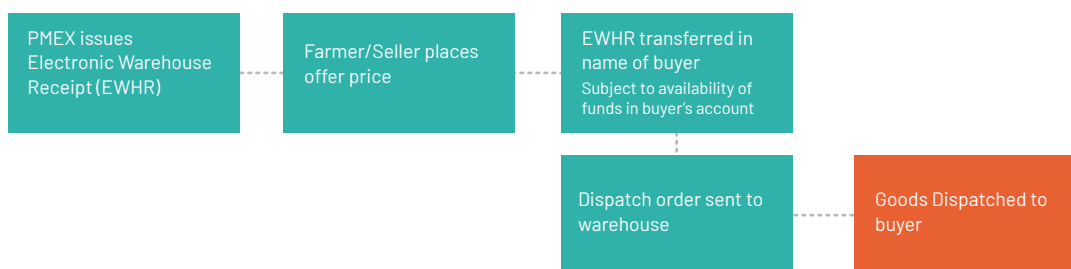 PMEX issues
Electronic Warehouse
Receipt (EWHR)
Farmer/Seller places
offer price
EWHR transferred in
name of buyer
Subject to availability of
funds in buyer's account
Dispatch order sent to
warehouse
Goods Dispatched to
buyer